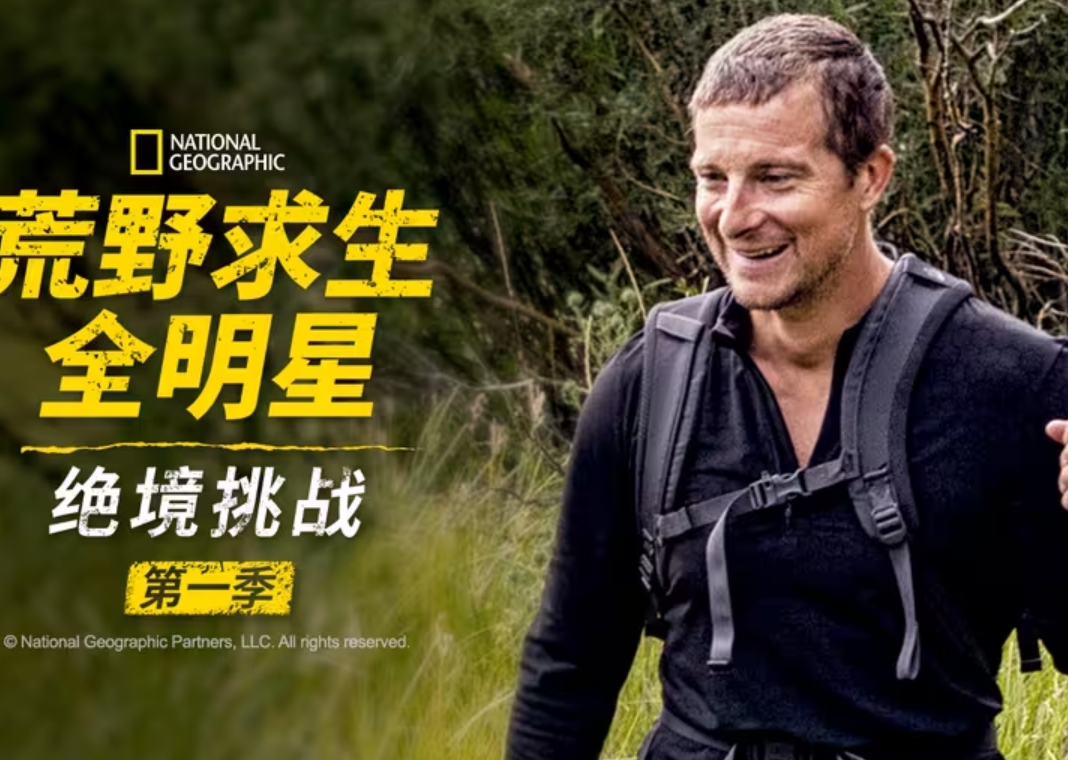 NATIONAL
GEOGRAPHIC
荒野求生
全明星
绝境挑战
第一季
© National Geographic Partners, LLC. All rights reserved.